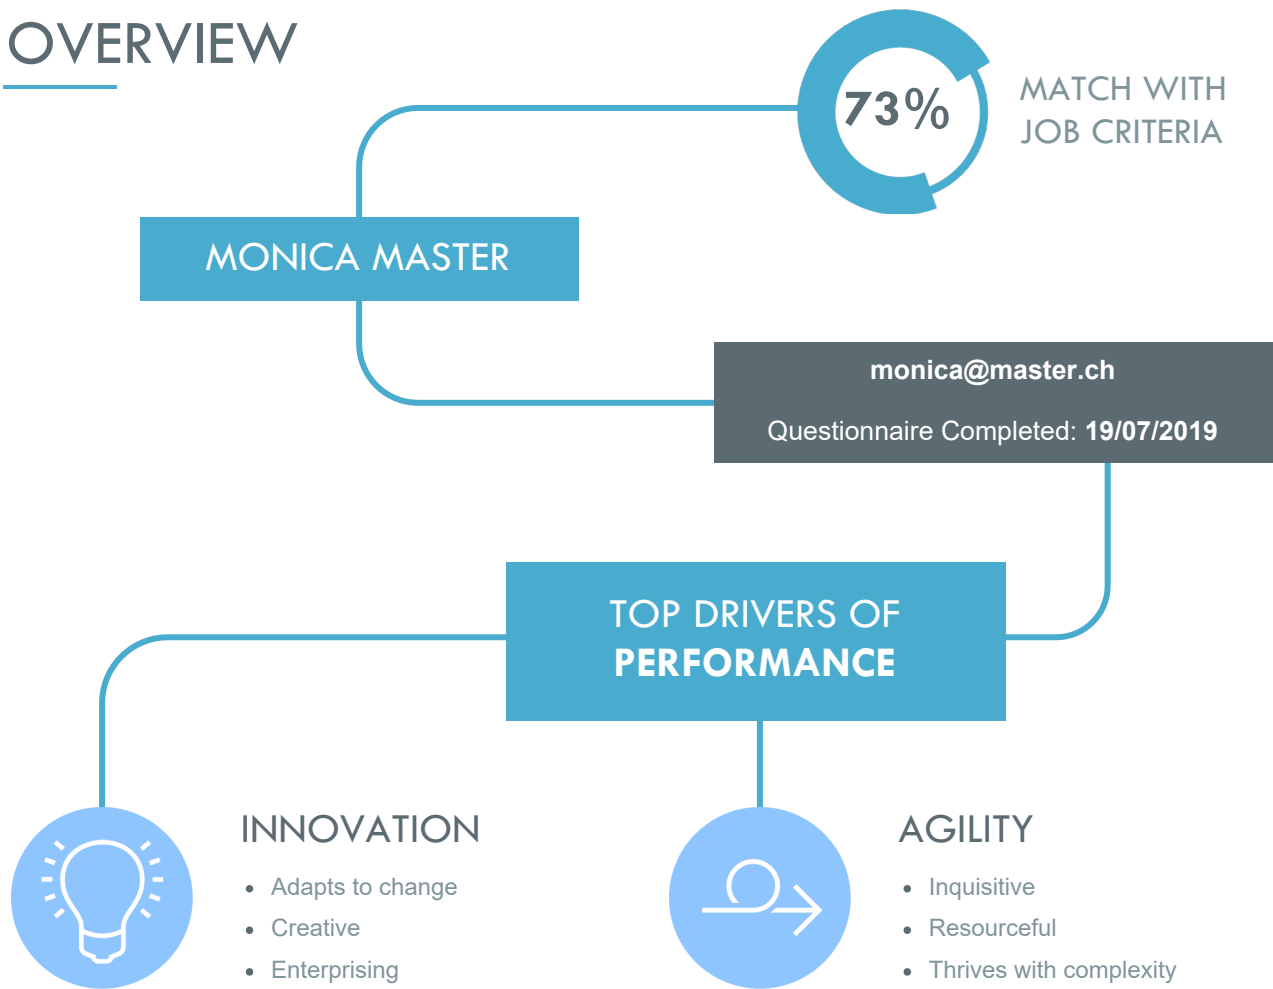 OVERVIEW
73%
MATCH WITH
JOB CRITERIA
MONICA MASTER
monica@master.ch
Questionnaire Completed: 19/07/2019
TOP DRIVERS OF
PERFORMANCE
INNOVATION
• Adapts to change
• Creative
• Enterprising
AGILITY
• Inquisitive
• Resourceful
• Thrives with complexity